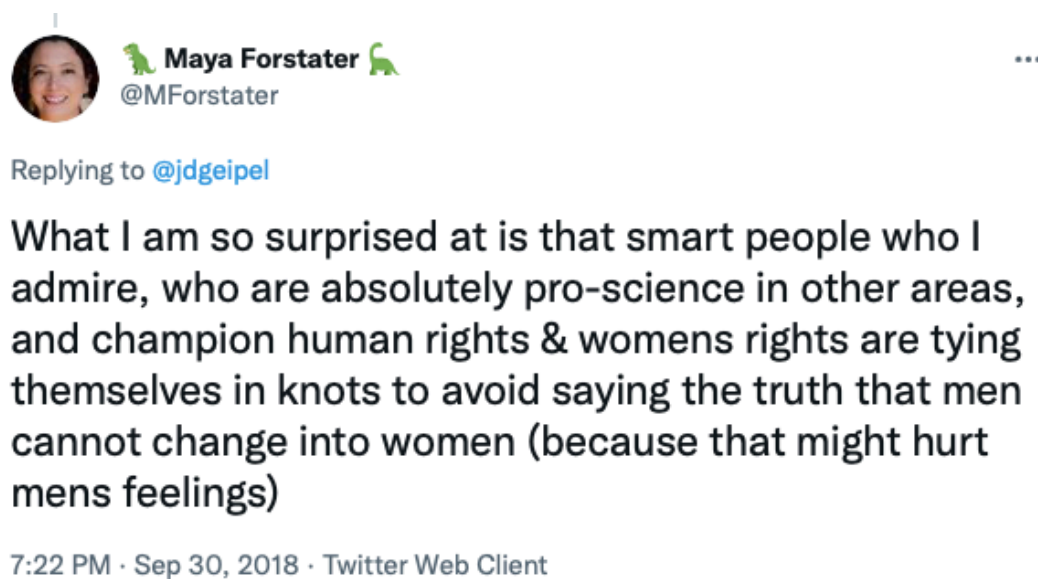 🦖 Maya Forstater 🦕
@MForstater
Replying to @jdgeipel
What I am so surprised at is that smart people who I
admire, who are absolutely pro-science in other areas,
and champion human rights & womens rights are tying
themselves in knots to avoid saying the truth that men
cannot change into women (because that might hurt
mens feelings)
7:22 PM · Sep 30, 2018 · Twitter Web Client